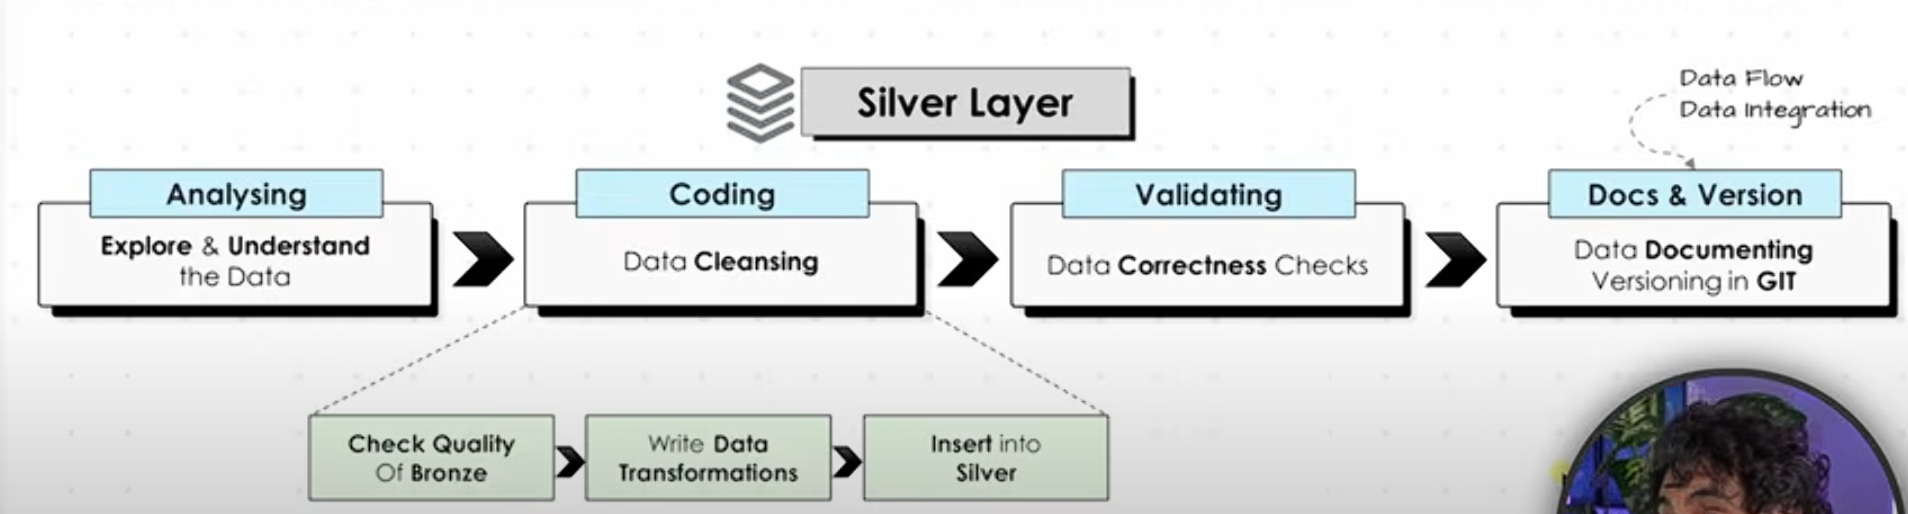 Silver Layer
Data Flow
Data Integration
Analysing
Explore & Understand
the Data
Coding
Data Cleansing
Validating
Data Correctness Checks
Docs & Version
Data Documenting
Versioning in GIT
Check Quality
Of Bronze
Write Data
Transformations
Insert into
Silver